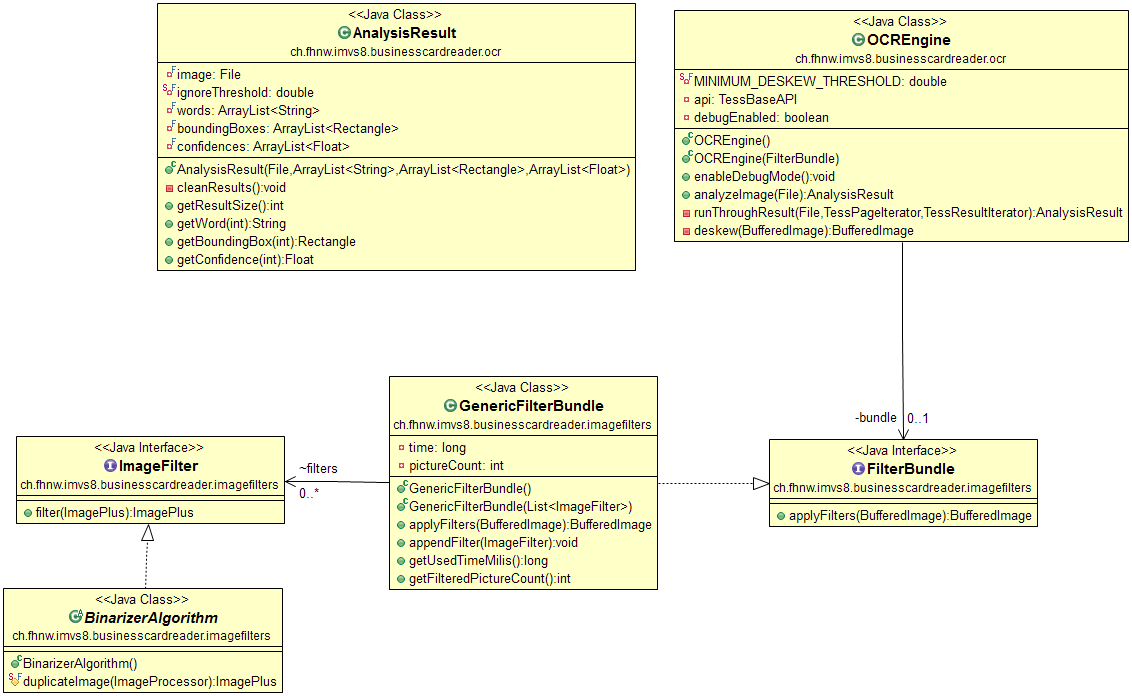 <<Java Class>>
AnalysisResult
ch.fhnw.imvs8.businesscardreader.ocr
image: File
ignoreThreshold: double
words: ArrayList<String>
boundingBoxes: ArrayList<Rectangle>
confidences: ArrayList<Float>
AnalysisResult(File,ArrayList<String>,ArrayList<Rectangle>,ArrayList<Float>)
cleanResults():void
getResultSize():int
getWord(int):String
getBoundingBox(int):Rectangle
getConfidence(int):Float
<<Java Class>>
OCREngine
ch.fhnw.imvs8.businesscardreader.ocr
MINIMUM_DESKEW_THRESHOLD: double
api: TessBaseAPI
debugEnabled: boolean
OCREngine()
OCREngine(FilterBundle)
enableDebugMode():void
analyzeImage(File):AnalysisResult
runThroughResult(File,TessPageIterator,TessResultIterator):AnalysisResult
deskew(BufferedImage):BufferedImage
-bundle 0..1
<<Java Class>>
GenericFilterBundle
ch.fhnw.imvs8.businesscardreader.imagefilters
time: long
pictureCount: int
GenericFilterBundle()
GenericFilterBundle(List<ImageFilter>)
applyFilters(BufferedImage):BufferedImage
appendFilter(ImageFilter):void
getUsedTimeMilis():long
getFilteredPictureCount():int
~filters
0..*
<<Java Interface>>
ImageFilter
ch.fhnw.imvs8.businesscardreader.imagefilters
filter(ImagePlus):ImagePlus
<<Java Interface>>
FilterBundle
ch.fhnw.imvs8.businesscardreader.imagefilters
applyFilters(BufferedImage):BufferedImage
<<Java Class>>
BinarizerAlgorithm
ch.fhnw.imvs8.businesscardreader.imagefilters
BinarizerAlgorithm()
duplicateImage(ImageProcessor):ImagePlus